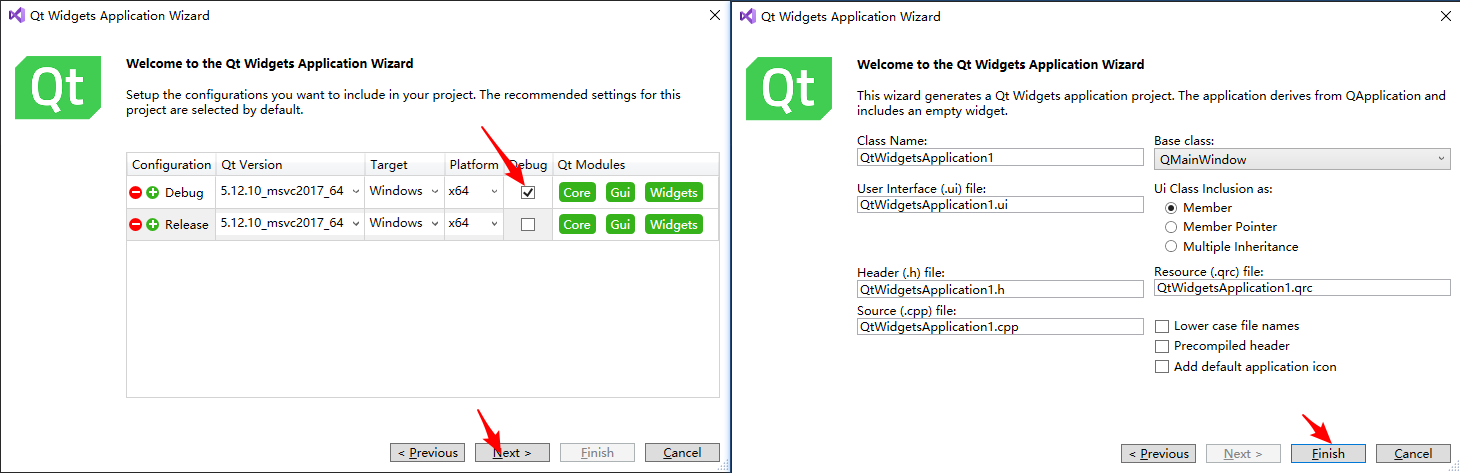 Qt Widgets Application Wizard
Qt
Welcome to the Qt Widgets Application Wizard
Setup the configurations you want to include in your project. The recommended settings for this
project are selected by default.
Configuration Qt Version Target Platform Debug Qt Modules
Debug 5.12.10_msvc2017_64 Windows x64 Core Gui Widgets
Release 5.12.10_msvc2017_64 Windows x64 Core Gui Widgets
< Previous Next > Finish Cancel
Qt Widgets Application Wizard
Qt
Welcome to the Qt Widgets Application Wizard
This wizard generates a Qt Widgets application project. The application derives from QApplication and
includes an empty widget.
Class Name:
QtWidgetsApplication1
Base class:
QMainWindow
User Interface (.ui) file:
QtWidgetsApplication1.ui
Ui Class Inclusion as:
Member
Member Pointer
Multiple Inheritance
Header (.h) file:
QtWidgetsApplication1.h
Resource (.qrc) file:
QtWidgetsApplication1.qrc
Source (.cpp) file:
QtWidgetsApplication1.cpp
Lower case file names
Precompiled header
Add default application icon
< Previous Next > Finish Cancel